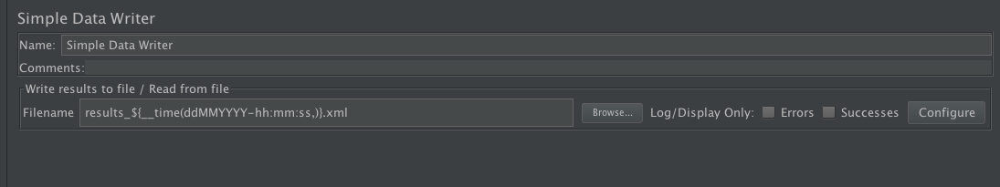 Simple Data Writer
Name: Simple Data Writer
Comments:
Write results to file / Read from file
Filename results_${__time(ddMMYYYY-hh:mm:ss,)}.xml Browse... Log/Display Only: Errors Successes Configure